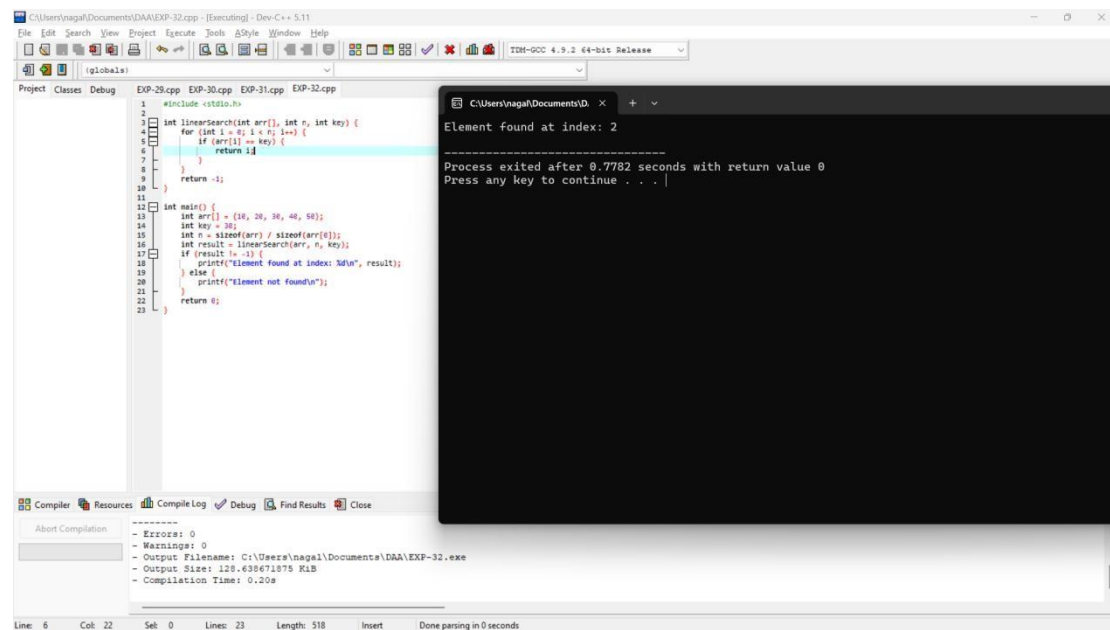 C:\Users\nagal\Documents\DAA\EXP-32.cpp - [Executing] - Dev-C++ 5.11
File Edit Search View Project Execute Tools AStyle Window Help
TDM-GCC 4.9.2 64-bit Release
(globals)
Project Classes Debug
EXP-29.cpp EXP-30.cpp EXP-31.cpp EXP-32.cpp
1 #include <stdio.h>
2
3 int linearSearch(int arr[], int n, int key) {
4 for (int i = 0; i < n; i++) {
5 if (arr[i] == key) {
6 return i;
7 }
8 }
9 return -1;
10 }
11
12 int main() {
13 int arr[] = {10, 20, 30, 40, 50};
14 int key = 30;
15 int n = sizeof(arr) / sizeof(arr[0]);
16 int result = linearSearch(arr, n, key);
17 if (result != -1) {
18 printf("Element found at index: %d\n", result);
19 } else {
20 printf("Element not found\n");
21 }
22 return 0;
23 }
C:\Users\nagal\Documents\D.
Element found at index: 2
--------------------------------
Process exited after 0.7782 seconds with return value 0
Press any key to continue . . .
Compiler Resources Compile Log Debug Find Results Close
Abort Compilation
--------
- Errors: 0
- Warnings: 0
- Output Filename: C:\Users\nagal\Documents\DAA\EXP-32.exe
- Output Size: 128.638671875 KiB
- Compilation Time: 0.20s
Line: 6 Col: 22 Sel: 0 Lines: 23 Length: 518 Insert Done parsing in 0 seconds